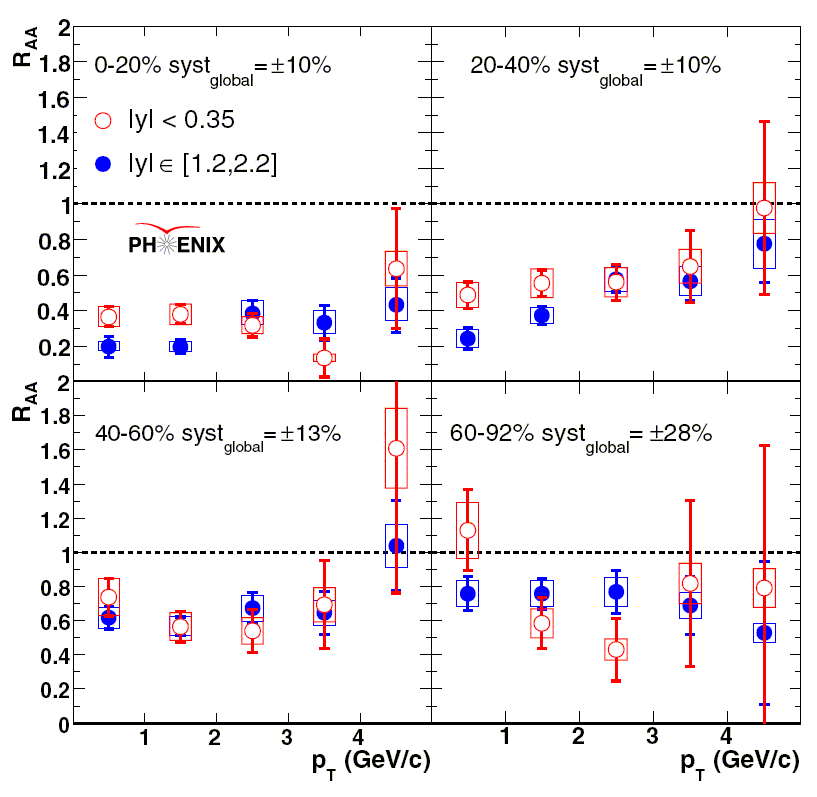 R_AA
2
1.8
1.6
1.4
1.2
1
0.8
0.6
0.4
0.2
0-20% syst_global=±10%
|y| < 0.35
|y| ∈ [1.2,2.2]
PHENIX
20-40% syst_global=±10%
R_AA
2
1.8
1.6
1.4
1.2
1
0.8
0.6
0.4
0.2
0
40-60% syst_global=±13%
60-92% syst_global= ±28%
1 2 3 4
p_T (GeV/c)
1 2 3 4
p_T (GeV/c)